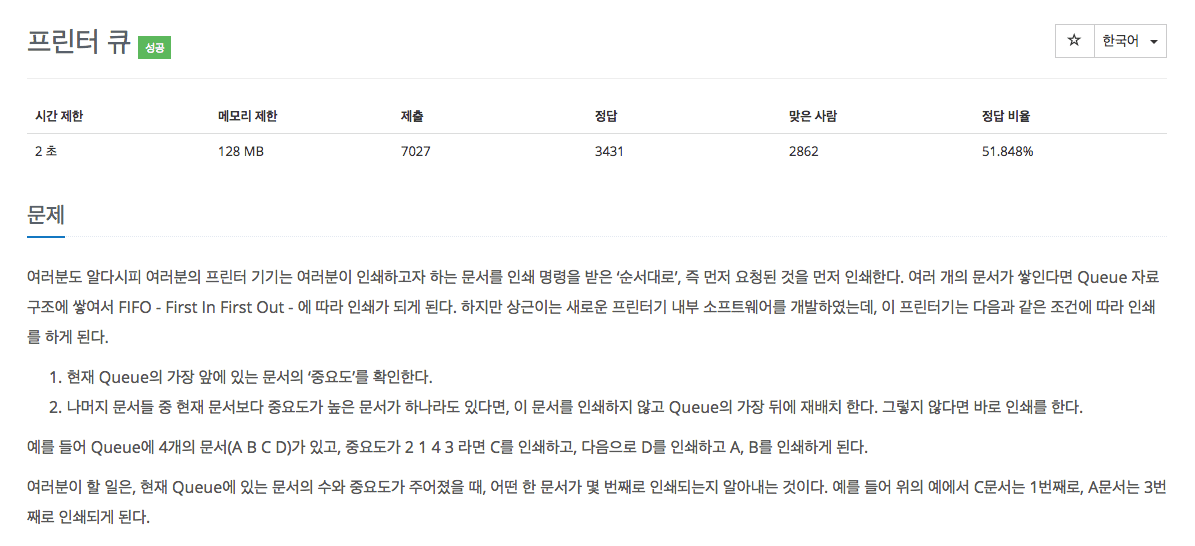 프린터 큐 성공
☆ 한국어
시간 제한 메모리 제한 제출 정답 맞은 사람 정답 비율
2 초 128 MB 7027 3431 2862 51.848%
문제
여러분도 알다시피 여러분의 프린터 기기는 여러분이 인쇄하고자 하는 문서를 인쇄 명령을 받은 ‘순서대로’, 즉 먼저 요청된 것을 먼저 인쇄한다. 여러 개의 문서가 쌓인다면 Queue 자료
구조에 쌓여서 FIFO - First In First Out - 에 따라 인쇄가 되게 된다. 하지만 상근이는 새로운 프린터기 내부 소프트웨어를 개발하였는데, 이 프린터기는 다음과 같은 조건에 따라 인쇄
를 하게 된다.
1. 현재 Queue의 가장 앞에 있는 문서의 ‘중요도’를 확인한다.
2. 나머지 문서들 중 현재 문서보다 중요도가 높은 문서가 하나라도 있다면, 이 문서를 인쇄하지 않고 Queue의 가장 뒤에 재배치 한다. 그렇지 않다면 바로 인쇄를 한다.
예를 들어 Queue에 4개의 문서(A B C D)가 있고, 중요도가 2 1 4 3 라면 C를 인쇄하고, 다음으로 D를 인쇄하고 A, B를 인쇄하게 된다.
여러분이 할 일은, 현재 Queue에 있는 문서의 수와 중요도가 주어졌을 때, 어떤 한 문서가 몇 번째로 인쇄되는지 알아내는 것이다. 예를 들어 위의 예에서 C문서는 1번째로, A문서는 3번
째로 인쇄되게 된다.